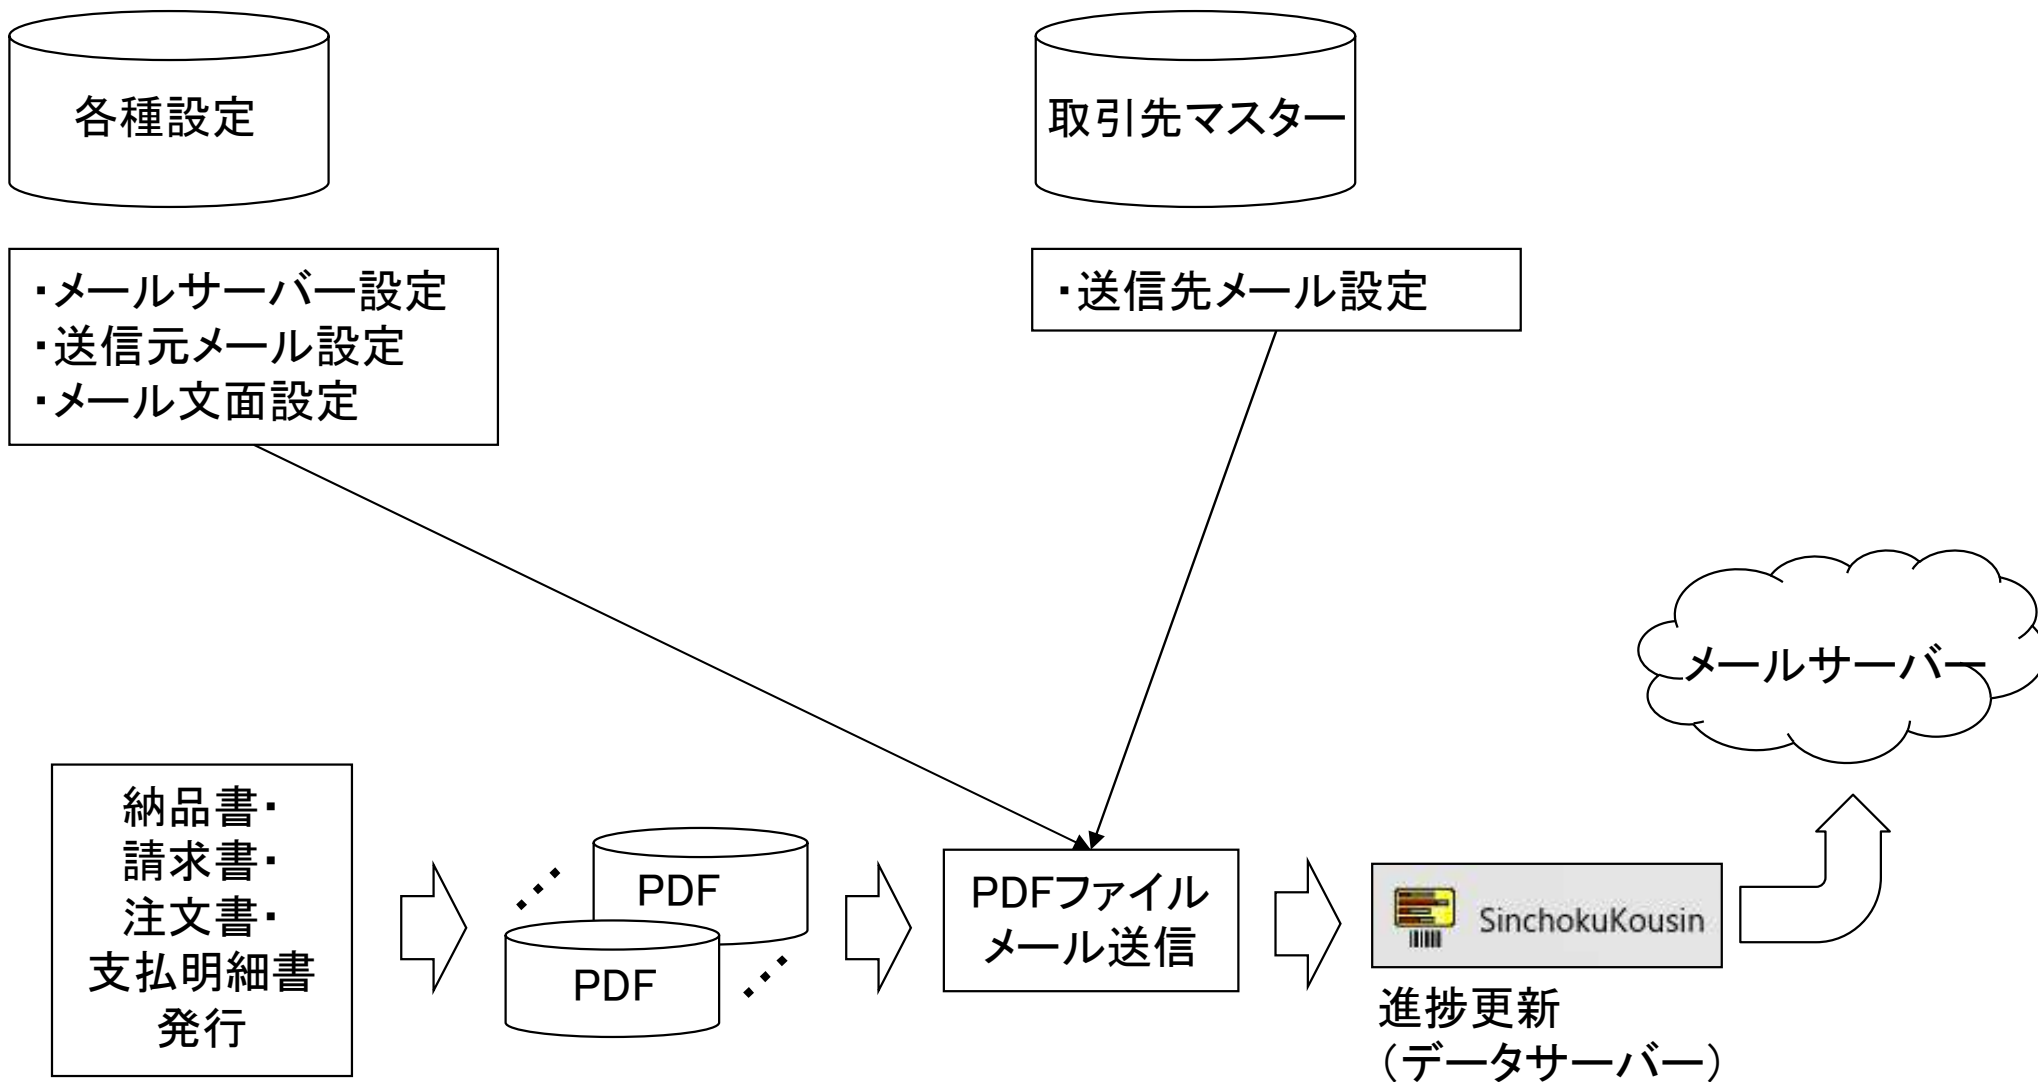 各種設定
取引先マスター
・メールサーバー設定
・送信元メール設定
・メール文面設定
・送信先メール設定
メールサーバー
納品書・
請求書・
注文書・
支払明細書
発行
PDF
PDF
PDFファイル
メール送信
SinchokuKousin
進捗更新
（データサーバー）